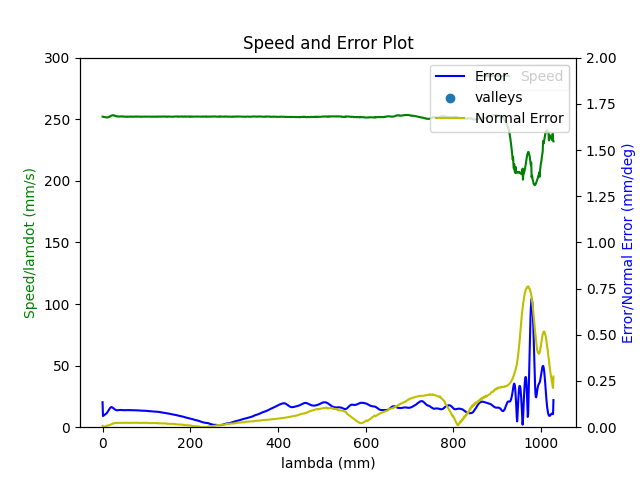 Speed and Error Plot
300
250
200
150
100
50
0
Speed/lamdot (mm/s)
Error
Speed
valleys
Normal Error
2.00
1.75
1.50
1.25
1.00
0.75
0.50
0.25
0.00
Error/Normal Error (mm/deg)
0
200
400
600
800
1000
lambda (mm)